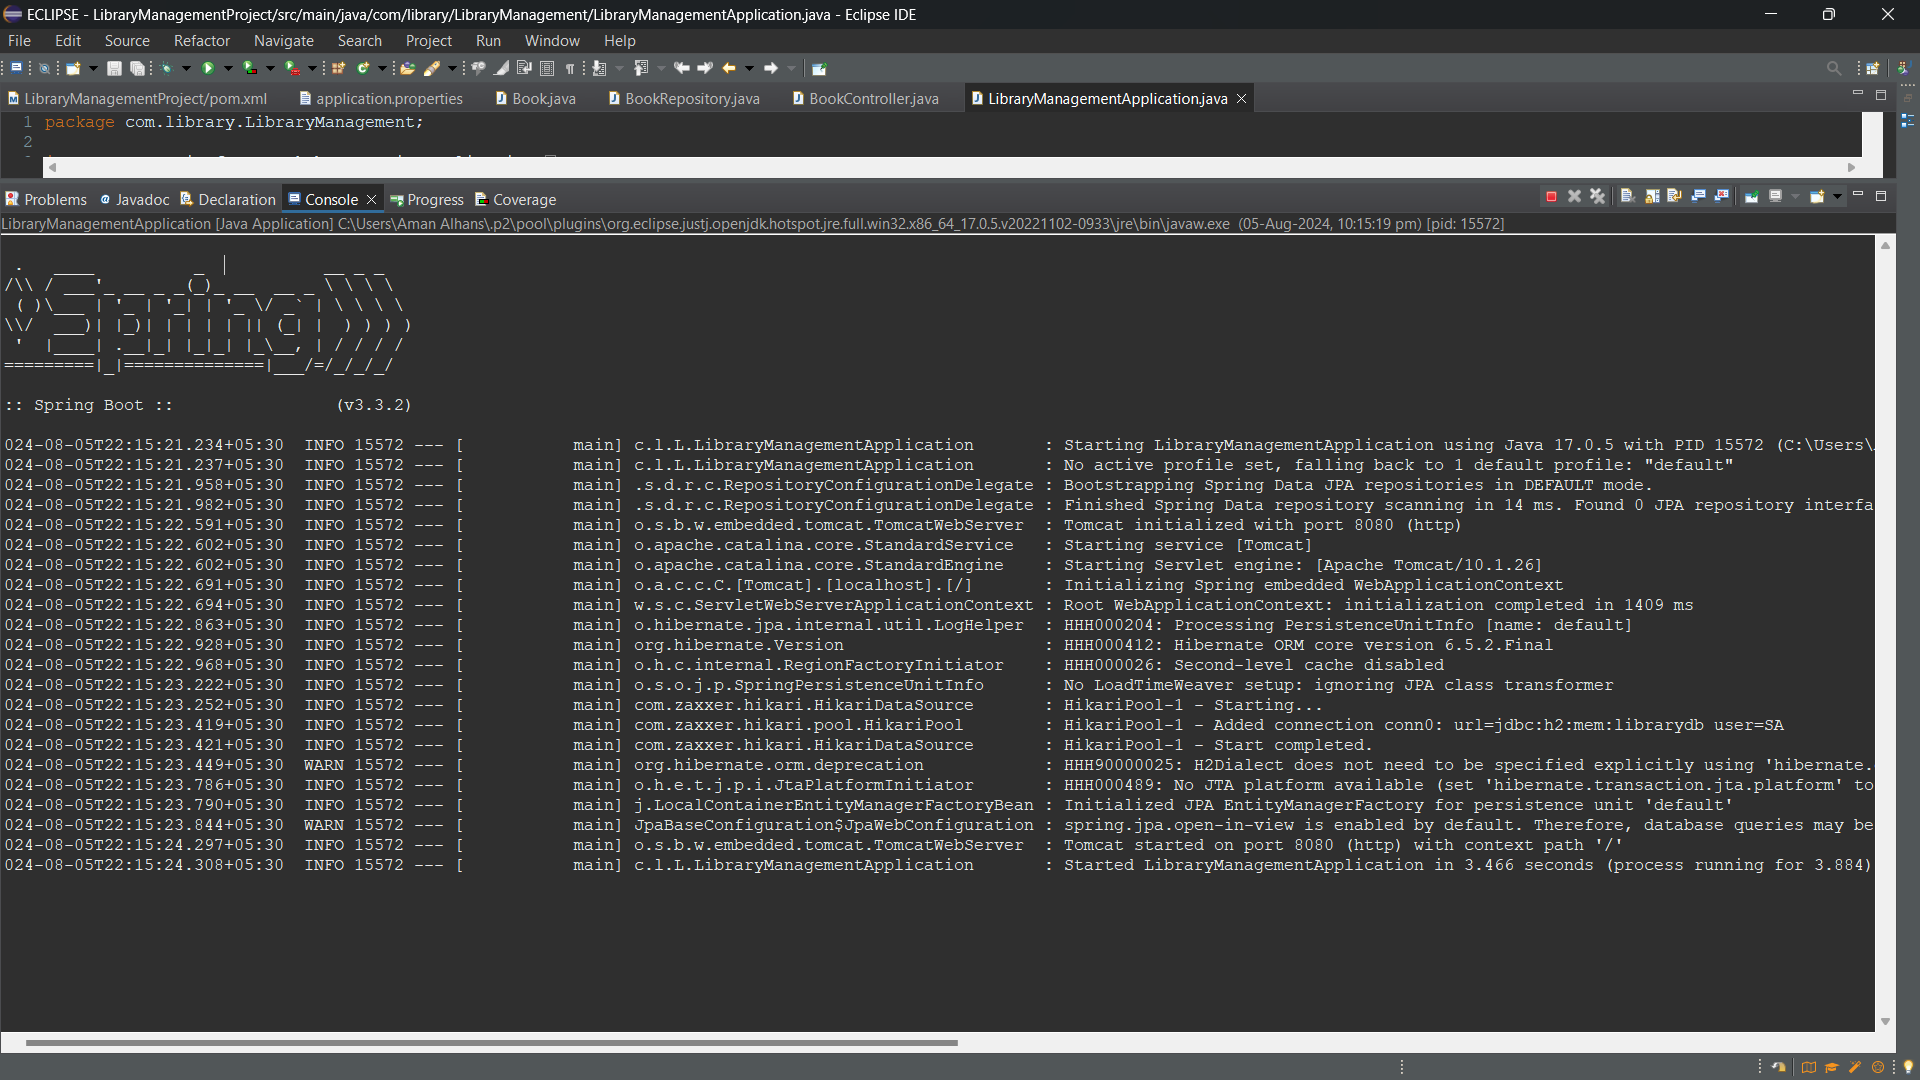 ECLIPSE - LibraryManagementProject/src/main/java/com/library/LibraryManagement/LibraryManagementApplication.java - Eclipse IDE
File Edit Source Refactor Navigate Search Project Run Window Help
LibraryManagementProject/pom.xml application.properties Book.java BookRepository.java BookController.java LibraryManagementApplication.java
1 package com.library.LibraryManagement;
2
Problems Javadoc Declaration Console Progress Coverage
LibraryManagementApplication [Java Application] C:\Users\Aman Alhans\.p2\pool\plugins\org.eclipse.justj.openjdk.hotspot.jre.full.win32.x86_64_17.0.5.v20221102-0933\jre\bin\javaw.exe (05-Aug-2024, 10:15:19 pm) [pid: 15572]
Spring
:: Spring Boot :: (v3.3.2)
024-08-05T22:15:21.234+05:30 INFO 15572 --- [ main] c.l.L.LibraryManagementApplication : Starting LibraryManagementApplication using Java 17.0.5 with PID 15572 (C:\Users\
024-08-05T22:15:21.237+05:30 INFO 15572 --- [ main] c.l.L.LibraryManagementApplication : No active profile set, falling back to 1 default profile: "default"
024-08-05T22:15:21.958+05:30 INFO 15572 --- [ main] .s.d.r.c.RepositoryConfigurationDelegate : Bootstrapping Spring Data JPA repositories in DEFAULT mode.
024-08-05T22:15:21.982+05:30 INFO 15572 --- [ main] .s.d.r.c.RepositoryConfigurationDelegate : Finished Spring Data repository scanning in 14 ms. Found 0 JPA repository interfa
024-08-05T22:15:22.591+05:30 INFO 15572 --- [ main] o.s.b.w.embedded.tomcat.TomcatWebServer : Tomcat initialized with port 8080 (http)
024-08-05T22:15:22.602+05:30 INFO 15572 --- [ main] o.apache.catalina.core.StandardService : Starting service [Tomcat]
024-08-05T22:15:22.602+05:30 INFO 15572 --- [ main] o.apache.catalina.core.StandardEngine : Starting Servlet engine: [Apache Tomcat/10.1.26]
024-08-05T22:15:22.691+05:30 INFO 15572 --- [ main] o.a.c.c.C.[Tomcat].[localhost].[/] : Initializing Spring embedded WebApplicationContext
024-08-05T22:15:22.694+05:30 INFO 15572 --- [ main] w.s.c.ServletWebServerApplicationContext : Root WebApplicationContext: initialization completed in 1409 ms
024-08-05T22:15:22.863+05:30 INFO 15572 --- [ main] o.hibernate.jpa.internal.util.LogHelper : HHH000204: Processing PersistenceUnitInfo [name: default]
024-08-05T22:15:22.928+05:30 INFO 15572 --- [ main] org.hibernate.Version : HHH000412: Hibernate ORM core version 6.5.2.Final
024-08-05T22:15:22.968+05:30 INFO 15572 --- [ main] o.h.c.internal.RegionFactoryInitiator : HHH000026: Second-level cache disabled
024-08-05T22:15:23.222+05:30 INFO 15572 --- [ main] o.s.o.j.p.SpringPersistenceUnitInfo : No LoadTimeWeaver setup: ignoring JPA class transformer
024-08-05T22:15:23.252+05:30 INFO 15572 --- [ main] com.zaxxer.hikari.HikariDataSource : HikariPool-1 - Starting...
024-08-05T22:15:23.419+05:30 INFO 15572 --- [ main] com.zaxxer.hikari.pool.HikariPool : HikariPool-1 - Added connection conn0: url=jdbc:h2:mem:librarydb user=SA
024-08-05T22:15:23.421+05:30 INFO 15572 --- [ main] com.zaxxer.hikari.HikariDataSource : HikariPool-1 - Start completed.
024-08-05T22:15:23.449+05:30 WARN 15572 --- [ main] org.hibernate.orm.deprecation : HHH90000025: H2Dialect does not need to be specified explicitly using 'hibernate.
024-08-05T22:15:23.786+05:30 INFO 15572 --- [ main] o.h.e.t.j.p.i.JtaPlatformInitiator : HHH000489: No JTA platform available (set 'hibernate.transaction.jta.platform' to
024-08-05T22:15:23.790+05:30 INFO 15572 --- [ main] j.LocalContainerEntityManagerFactoryBean : Initialized JPA EntityManagerFactory for persistence unit 'default'
024-08-05T22:15:23.844+05:30 WARN 15572 --- [ main] JpaBaseConfiguration$JpaWebConfiguration : spring.jpa.open-in-view is enabled by default. Therefore, database queries may be
024-08-05T22:15:24.297+05:30 INFO 15572 --- [ main] o.s.b.w.embedded.tomcat.TomcatWebServer : Tomcat started on port 8080 (http) with context path '/'
024-08-05T22:15:24.308+05:30 INFO 15572 --- [ main] c.l.L.LibraryManagementApplication : Started LibraryManagementApplication in 3.466 seconds (process running for 3.884)